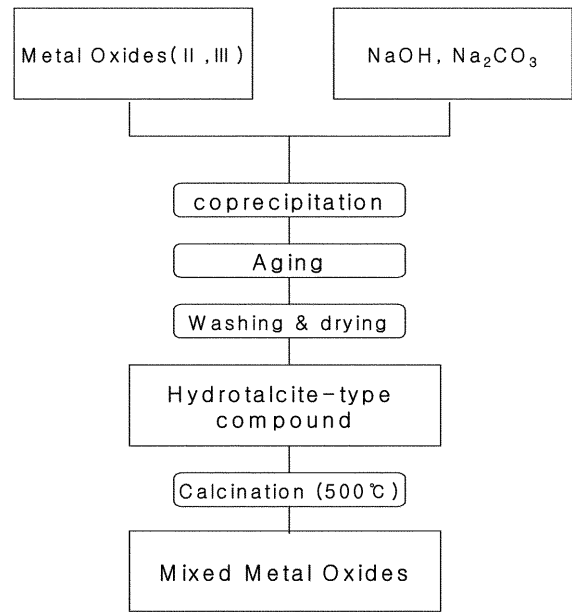 Metal Oxides(Ⅱ,Ⅲ)
NaOH, Na₂CO₃
coprecipitation
Aging
Washing & drying
Hydrotalcite-type
compound
Calcination (500℃)
Mixed Metal Oxides